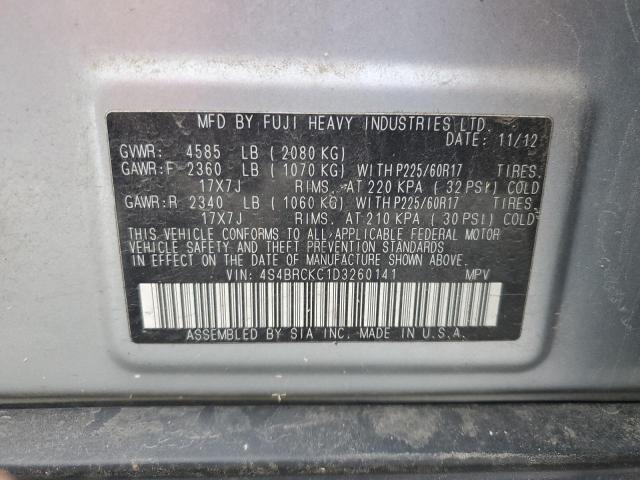 MFD BY FUJI HEAVY INDUSTRIES LTD.
DATE: 11/12
GVWR: 4585 LB (2080 KG)
GAWR:F 2360 LB (1070 KG) WITH P225/60R17 TIRES.
17X7J RIMS. AT 220 KPA (32 PSI) COLD
GAWR:R 2340 LB (1060 KG) WITH P225/60R17 TIRES.
17X7J RIMS. AT 210 KPA (30 PSI) COLD
THIS VEHICLE CONFORMS TO ALL APPLICABLE FEDERAL MOTOR
VEHICLE SAFETY AND THEFT PREVENTION STANDARDS
IN EFFECT ON THE DATE OF MANUFACTURE SHOWN ABOVE.
VIN: 4S4BRCKC1D3260141 MPV
ASSEMBLED BY SIA INC. MADE IN U.S.A.